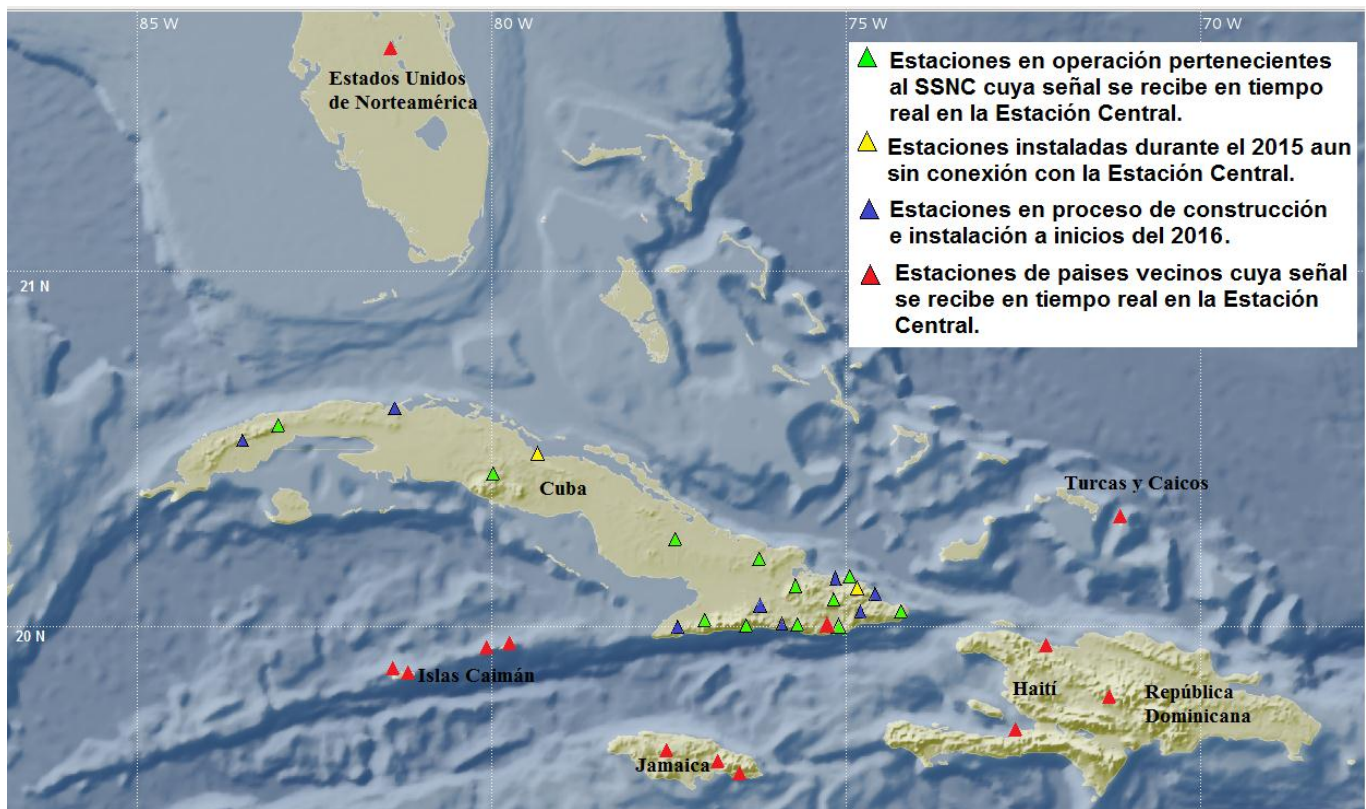 85 W
80 W
75 W
70 W
Estados Unidos
de Norteamérica
Estaciones en operación pertenecientes
al SSNC cuya señal se recibe en tiempo
real en la Estación Central.
Estaciones instaladas durante el 2015 aun
sin conexión con la Estación Central.
Estaciones en proceso de construcción
e instalación a inicios del 2016.
Estaciones de paises vecinos cuya señal
se recibe en tiempo real en la Estación
Central.
21 N
Cuba
Turcas y Caicos
20 N
Islas Caimán
Haití
República
Dominicana
Jamaica